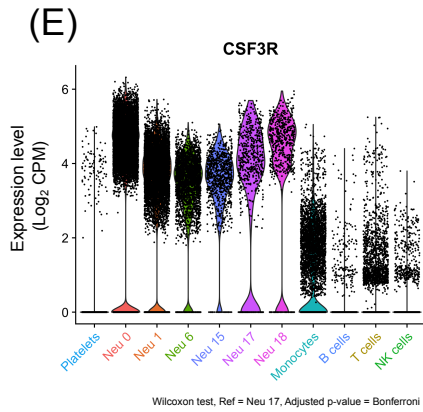 (E)
CSF3R
Expression level
(Log₂ CPM)
6
4
2
0
Platelets
Neu 0
Neu 1
Neu 6
Neu 15
Neu 17
Neu 18
Monocytes
B cells
T cells
NK cells
Wilcoxon test, Ref = Neu 17, Adjusted p-value = Bonferroni